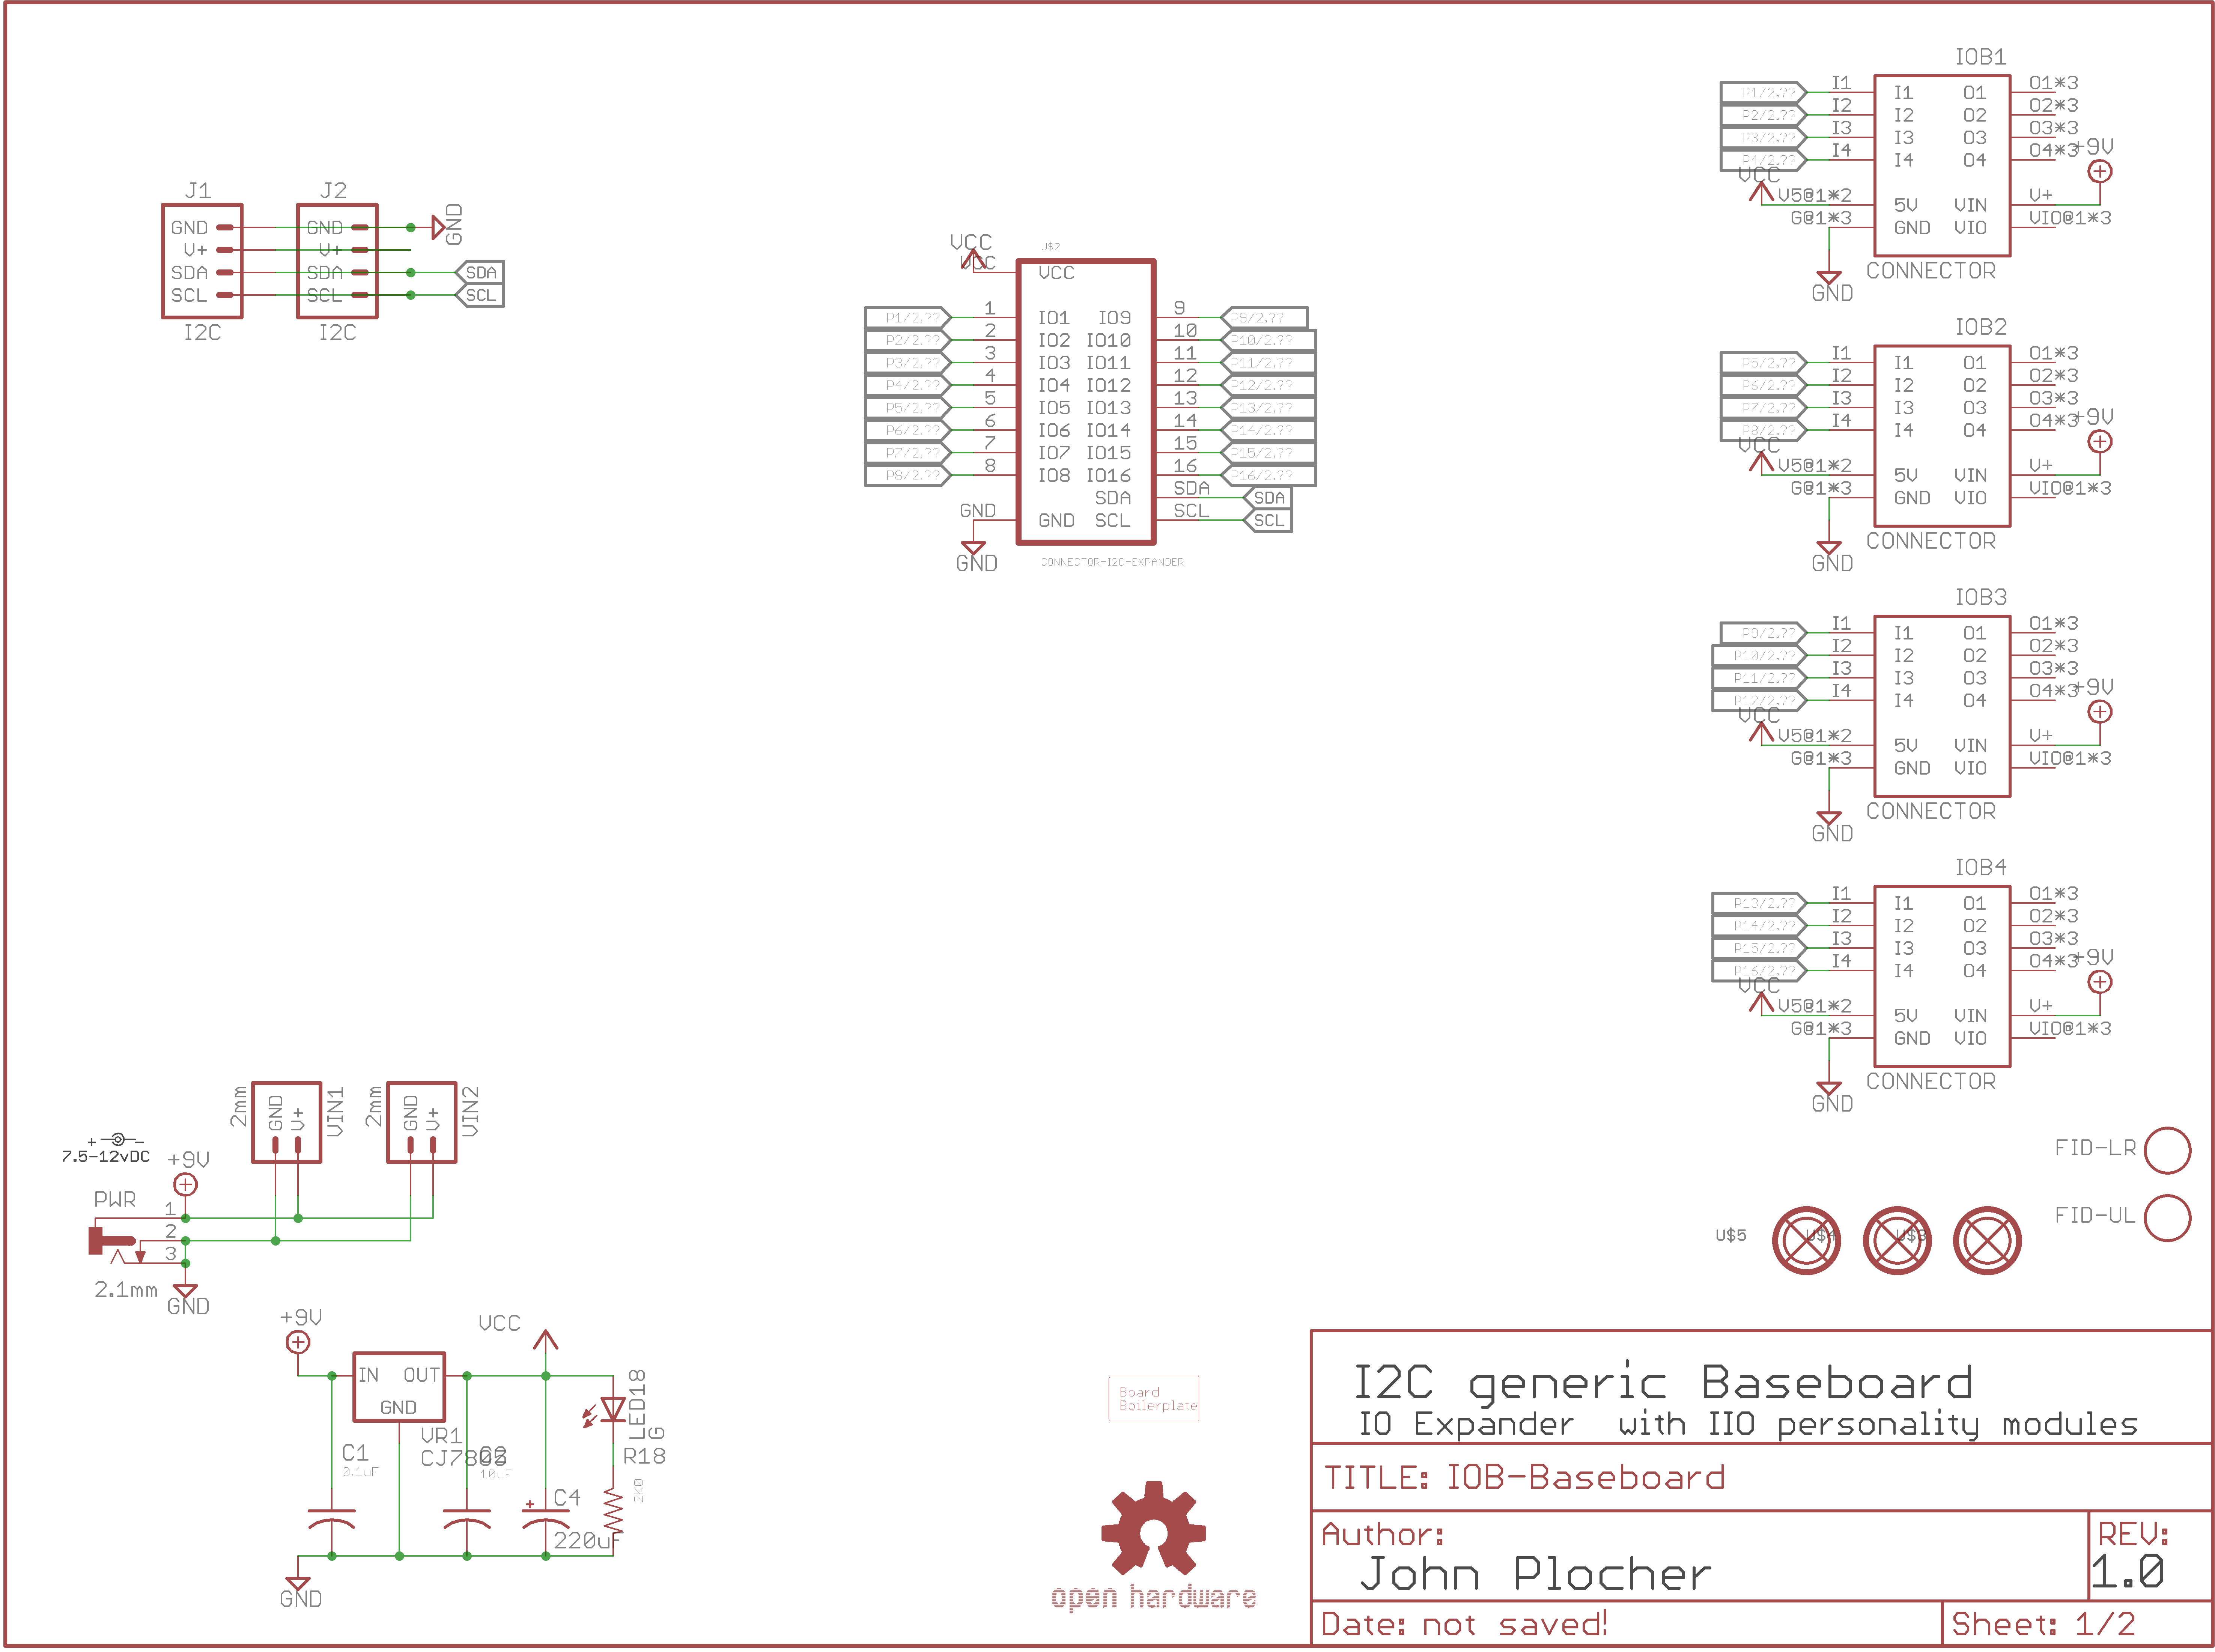 J1
GND
V+
SDA
SCL
I2C
J2
GND
V+
SDA
SCL
I2C
GND
SDA
SCL
VCC
VCC
U$2
VCC
P1/2.?? 1 IO1 IO9 9 P9/2.??
P2/2.?? 2 IO2 IO10 10 P10/2.??
P3/2.?? 3 IO3 IO11 11 P11/2.??
P4/2.?? 4 IO4 IO12 12 P12/2.??
P5/2.?? 5 IO5 IO13 13 P13/2.??
P6/2.?? 6 IO6 IO14 14 P14/2.??
P7/2.?? 7 IO7 IO15 15 P15/2.??
P8/2.?? 8 IO8 IO16 16 P16/2.??
SDA SDA SDA
GND GND SCL SCL SCL
GND
CONNECTOR-I2C-EXPANDER
IOB1
P1/2.?? I1 I1 O1 O1*3
P2/2.?? I2 I2 O2 O2*3
P3/2.?? I3 I3 O3 O3*3
P4/2.?? I4 I4 O4 O4*3 +9V
VCC V5@1*2 5V VIN V+
G@1*3 GND VIO VIO@1*3
CONNECTOR
GND
IOB2
P5/2.?? I1 I1 O1 O1*3
P6/2.?? I2 I2 O2 O2*3
P7/2.?? I3 I3 O3 O3*3
P8/2.?? I4 I4 O4 O4*3 +9V
VCC V5@1*2 5V VIN V+
G@1*3 GND VIO VIO@1*3
CONNECTOR
GND
IOB3
P9/2.?? I1 I1 O1 O1*3
P10/2.?? I2 I2 O2 O2*3
P11/2.?? I3 I3 O3 O3*3
P12/2.?? I4 I4 O4 O4*3 +9V
VCC V5@1*2 5V VIN V+
G@1*3 GND VIO VIO@1*3
CONNECTOR
GND
IOB4
P13/2.?? I1 I1 O1 O1*3
P14/2.?? I2 I2 O2 O2*3
P15/2.?? I3 I3 O3 O3*3
P16/2.?? I4 I4 O4 O4*3 +9V
VCC V5@1*2 5V VIN V+
G@1*3 GND VIO VIO@1*3
CONNECTOR
GND
2mm GND V+ VIN1
2mm GND V+ VIN2
+ -
7.5-12vDC
+9V
PWR
1
2
3
2.1mm
GND
FID-LR
FID-UL
U$5
U$4
U$3
+9V
VCC
IN OUT
GND
VR1
CJ7805
C1
0.1uF
C2
10uF
C4
+
220uF
LED18
G
R18
2K0
GND
Board
Boilerplate
open hardware
I2C generic Baseboard
IO Expander with IIO personality modules
TITLE: IOB-Baseboard
Author:
John Plocher
REV:
1.0
Date: not saved!
Sheet: 1/2